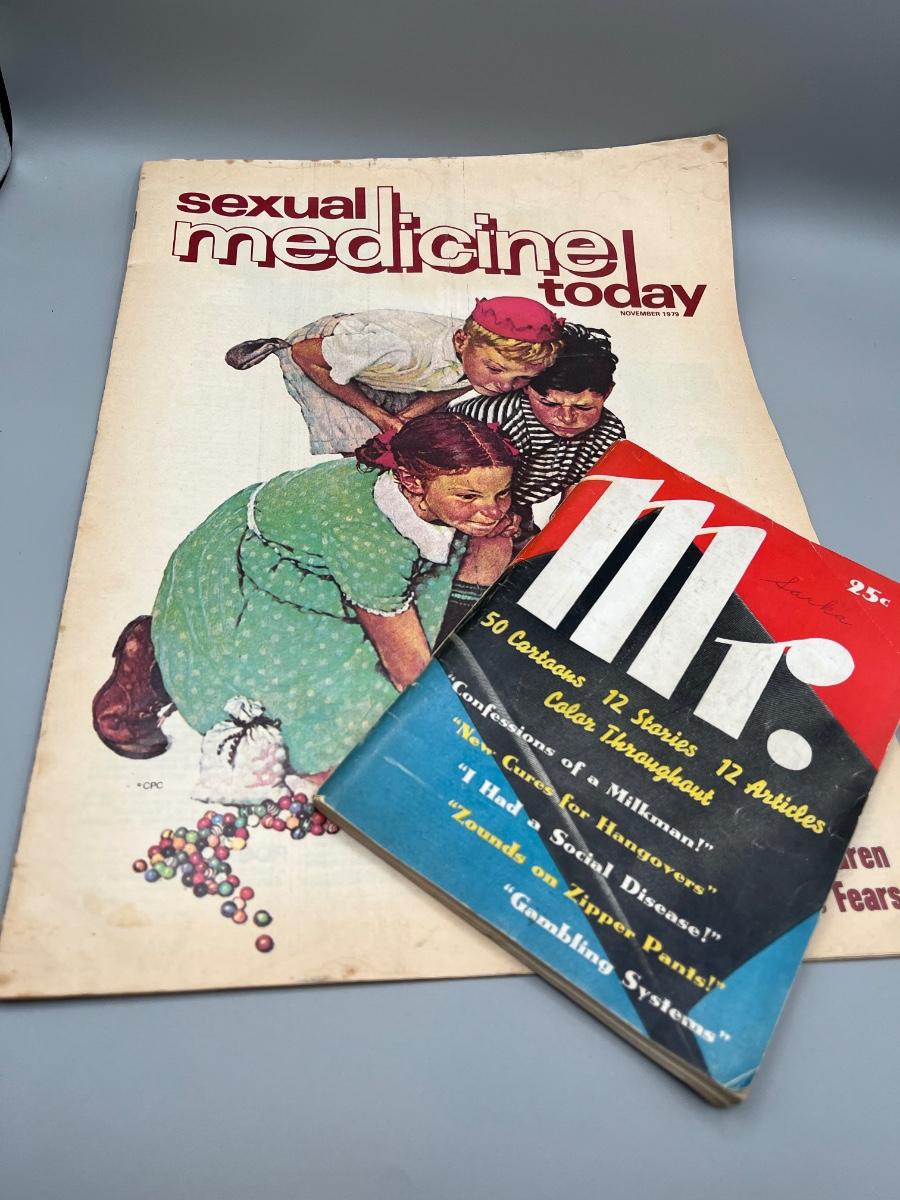 sexual
medicine
today
NOVEMBER 1979
©CPC
Mr.
25c
50 Cartoons 12 Stories 12 Articles
Color Throughout
"Confessions of a Milkman!"
"New Cures for Hangovers"
"I Had a Social Disease!"
"Zounds on Zipper Pants!"
"Gambling Systems"
Fears